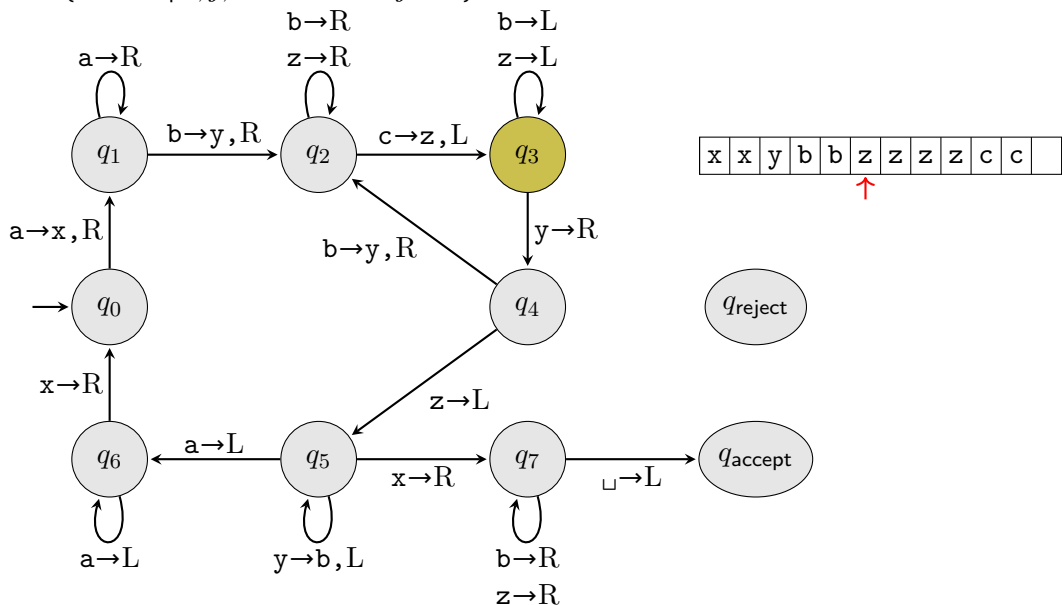 b→R
b→L
a→R
z→R
z→L
b→y,R
c→z,L
q1
q2
q3
x x y b b z z z z c c
↑
a→x,R
b→y,R
y→R
q0
q4
qreject
x→R
z→L
a→L
q6
q5
x→R
q7
␣→L
qaccept
a→L
y→b,L
b→R
z→R